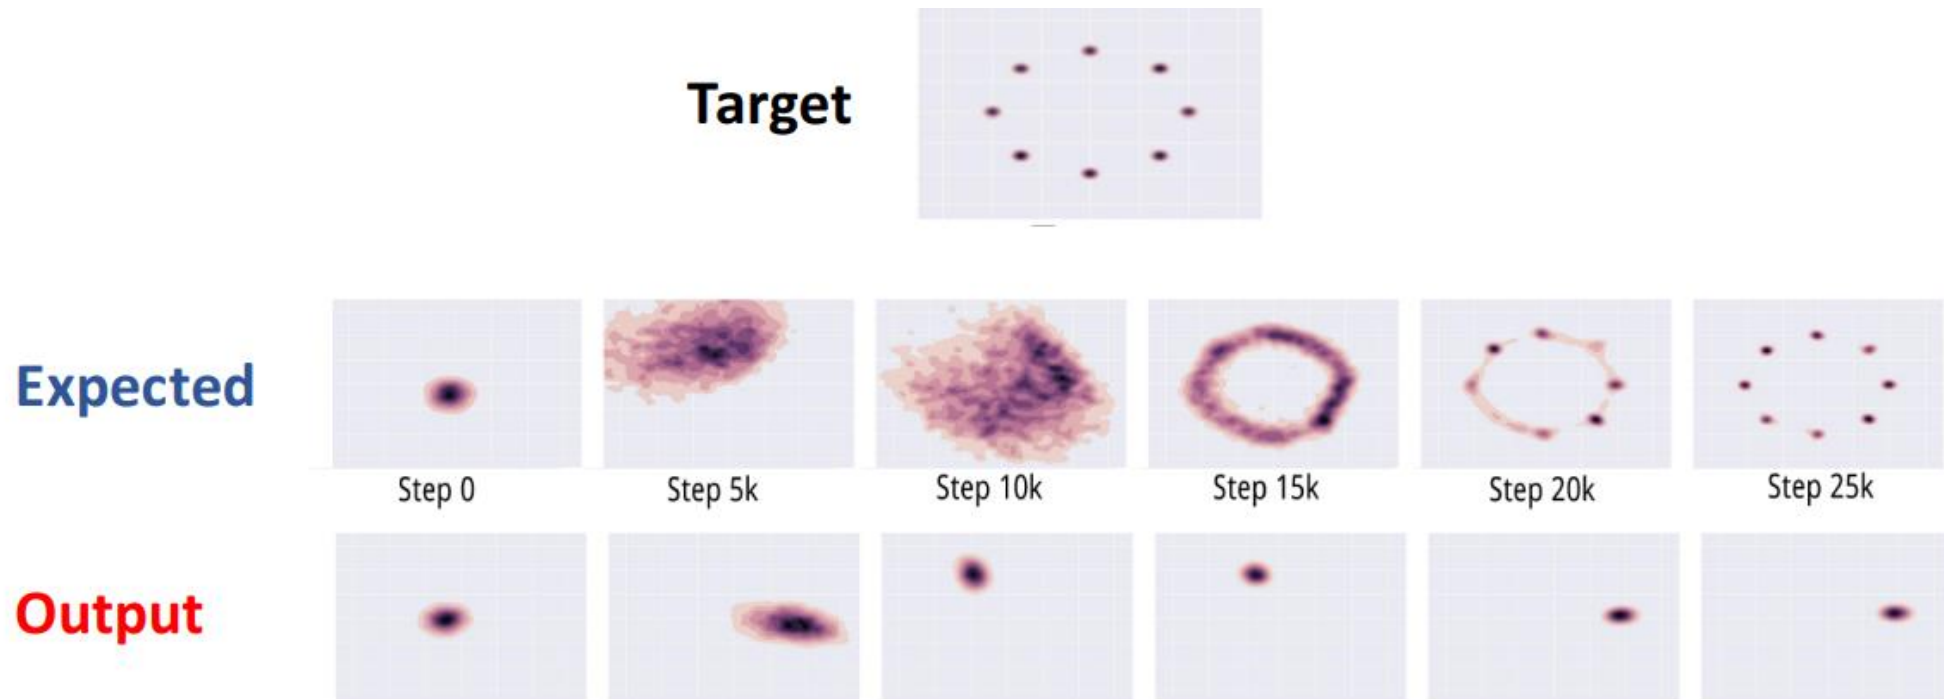 Target
Expected
Step 0
Step 5k
Step 10k
Step 15k
Step 20k
Step 25k
Output